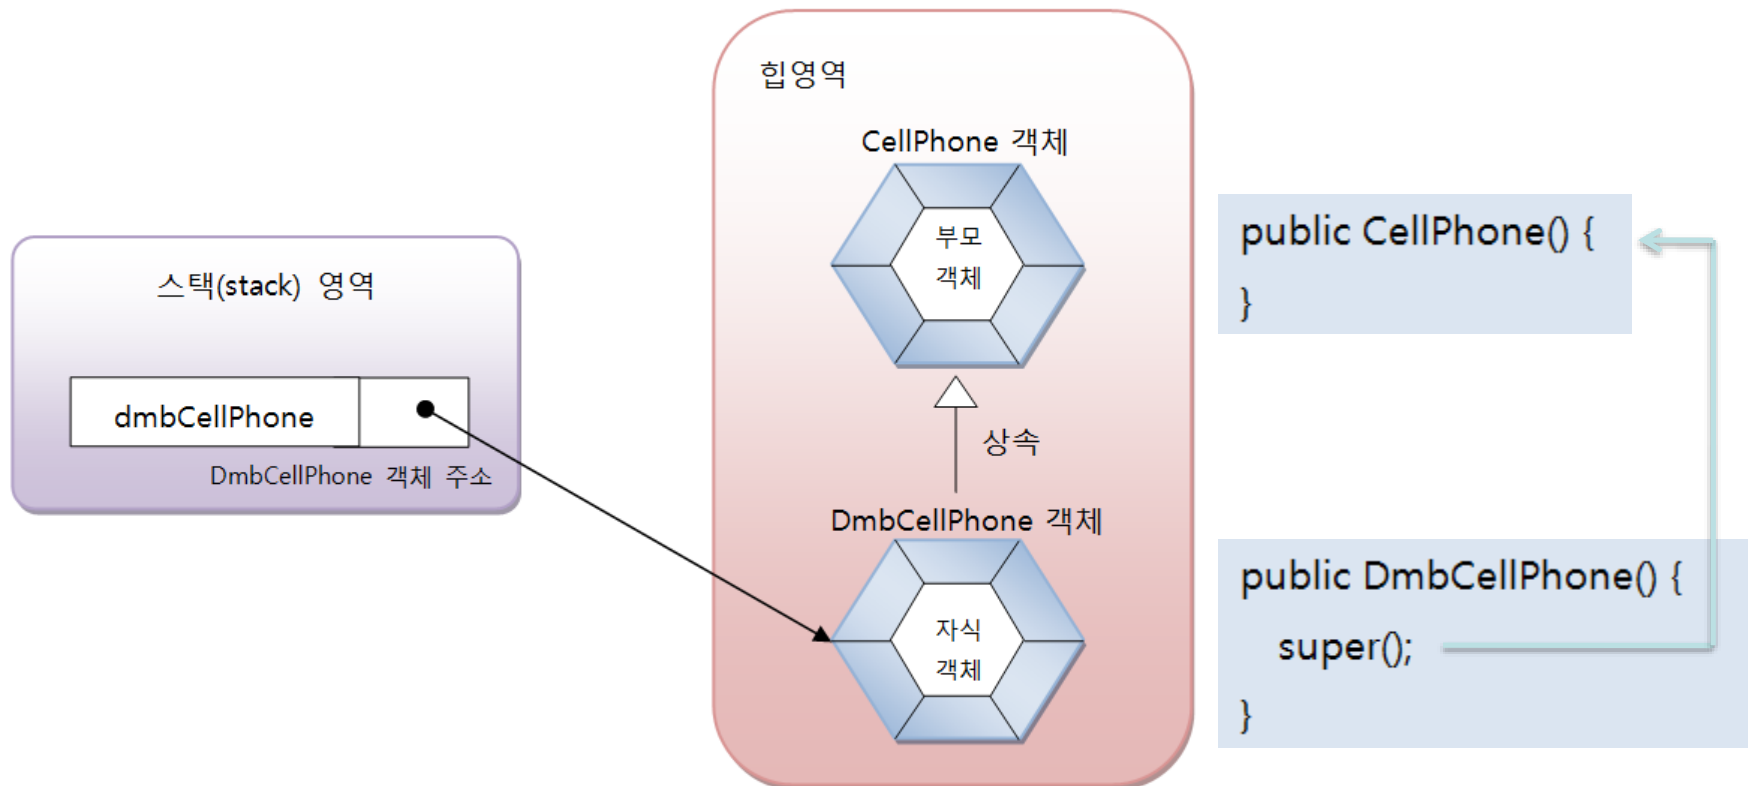 힙영역
CellPhone 객체
부모
객체
상속
DmbCellPhone 객체
자식
객체
스택(stack) 영역
dmbCellPhone
DmbCellPhone 객체 주소
public CellPhone() {
}
public DmbCellPhone() {
super();
}